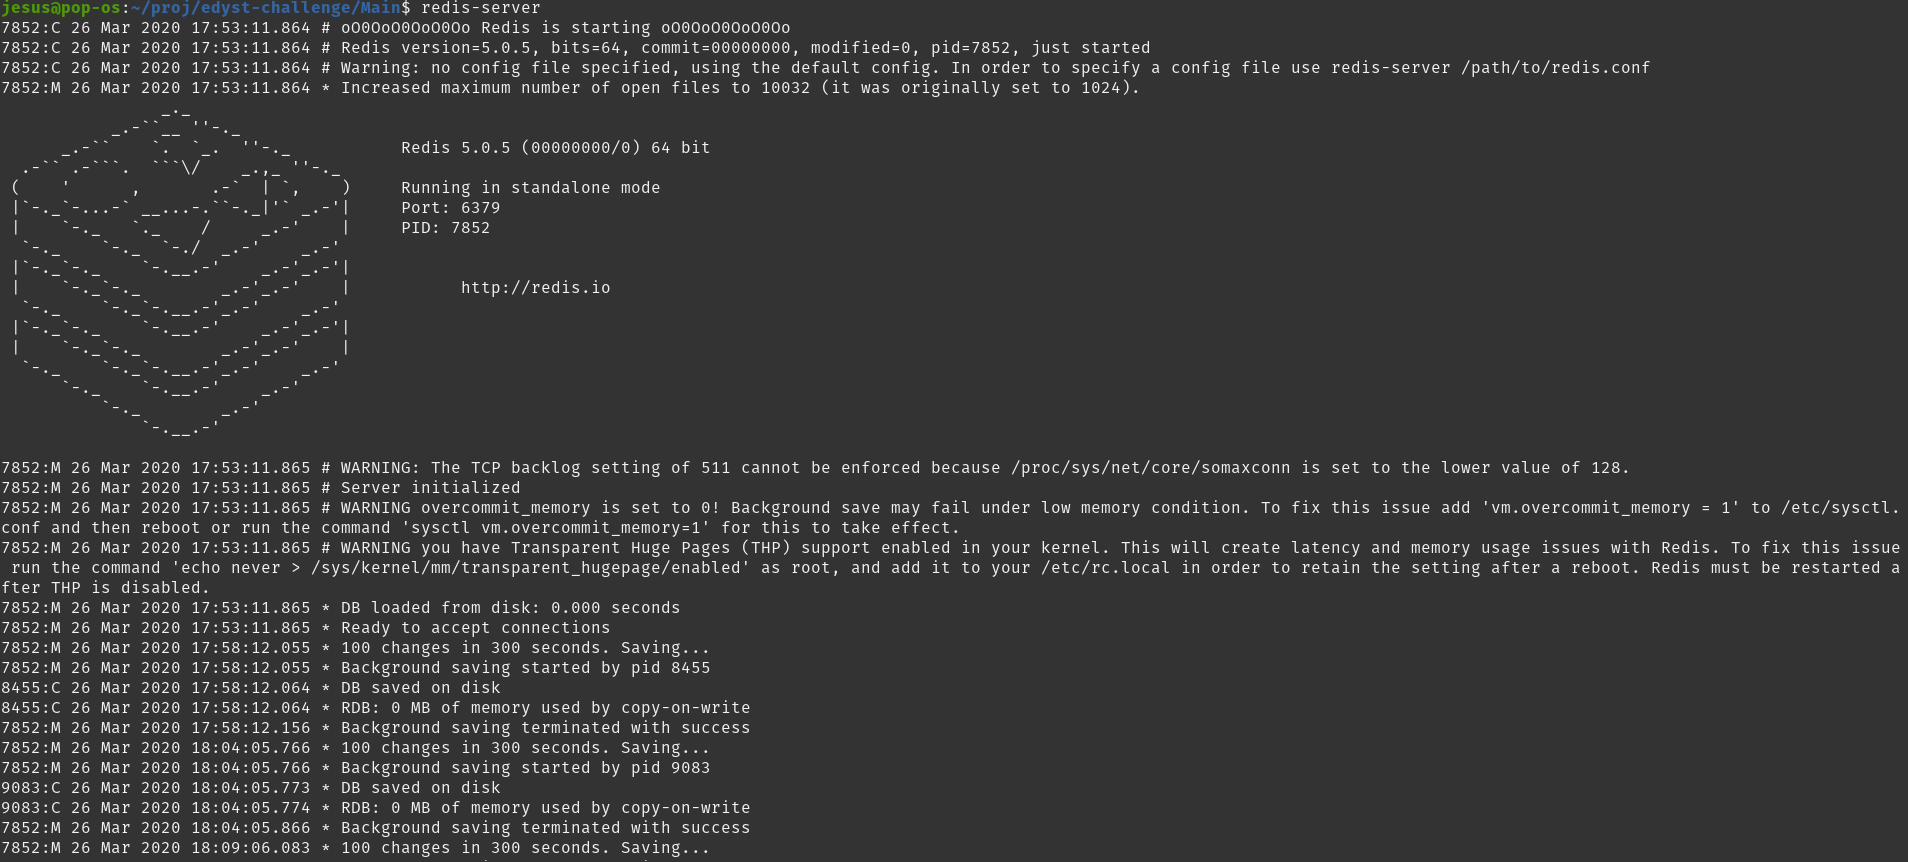 jesus@pop-os:~/proj/edyst-challenge/Main$ redis-server
7852:C 26 Mar 2020 17:53:11.864 # oO0OoO0OoO0Oo Redis is starting oO0OoO0OoO0Oo
7852:C 26 Mar 2020 17:53:11.864 # Redis version=5.0.5, bits=64, commit=00000000, modified=0, pid=7852, just started
7852:C 26 Mar 2020 17:53:11.864 # Warning: no config file specified, using the default config. In order to specify a config file use redis-server /path/to/redis.conf
7852:M 26 Mar 2020 17:53:11.864 * Increased maximum number of open files to 10032 (it was originally set to 1024).
Redis 5.0.5 (00000000/0) 64 bit
Running in standalone mode
Port: 6379
PID: 7852
http://redis.io
7852:M 26 Mar 2020 17:53:11.865 # WARNING: The TCP backlog setting of 511 cannot be enforced because /proc/sys/net/core/somaxconn is set to the lower value of 128.
7852:M 26 Mar 2020 17:53:11.865 # Server initialized
7852:M 26 Mar 2020 17:53:11.865 # WARNING overcommit_memory is set to 0! Background save may fail under low memory condition. To fix this issue add 'vm.overcommit_memory = 1' to /etc/sysctl.
conf and then reboot or run the command 'sysctl vm.overcommit_memory=1' for this to take effect.
7852:M 26 Mar 2020 17:53:11.865 # WARNING you have Transparent Huge Pages (THP) support enabled in your kernel. This will create latency and memory usage issues with Redis. To fix this issue
 run the command 'echo never > /sys/kernel/mm/transparent_hugepage/enabled' as root, and add it to your /etc/rc.local in order to retain the setting after a reboot. Redis must be restarted a
fter THP is disabled.
7852:M 26 Mar 2020 17:53:11.865 * DB loaded from disk: 0.000 seconds
7852:M 26 Mar 2020 17:53:11.865 * Ready to accept connections
7852:M 26 Mar 2020 17:58:12.055 * 100 changes in 300 seconds. Saving...
7852:M 26 Mar 2020 17:58:12.055 * Background saving started by pid 8455
8455:C 26 Mar 2020 17:58:12.064 * DB saved on disk
8455:C 26 Mar 2020 17:58:12.064 * RDB: 0 MB of memory used by copy-on-write
7852:M 26 Mar 2020 17:58:12.156 * Background saving terminated with success
7852:M 26 Mar 2020 18:04:05.766 * 100 changes in 300 seconds. Saving...
7852:M 26 Mar 2020 18:04:05.766 * Background saving started by pid 9083
9083:C 26 Mar 2020 18:04:05.773 * DB saved on disk
9083:C 26 Mar 2020 18:04:05.774 * RDB: 0 MB of memory used by copy-on-write
7852:M 26 Mar 2020 18:04:05.866 * Background saving terminated with success
7852:M 26 Mar 2020 18:09:06.083 * 100 changes in 300 seconds. Saving...